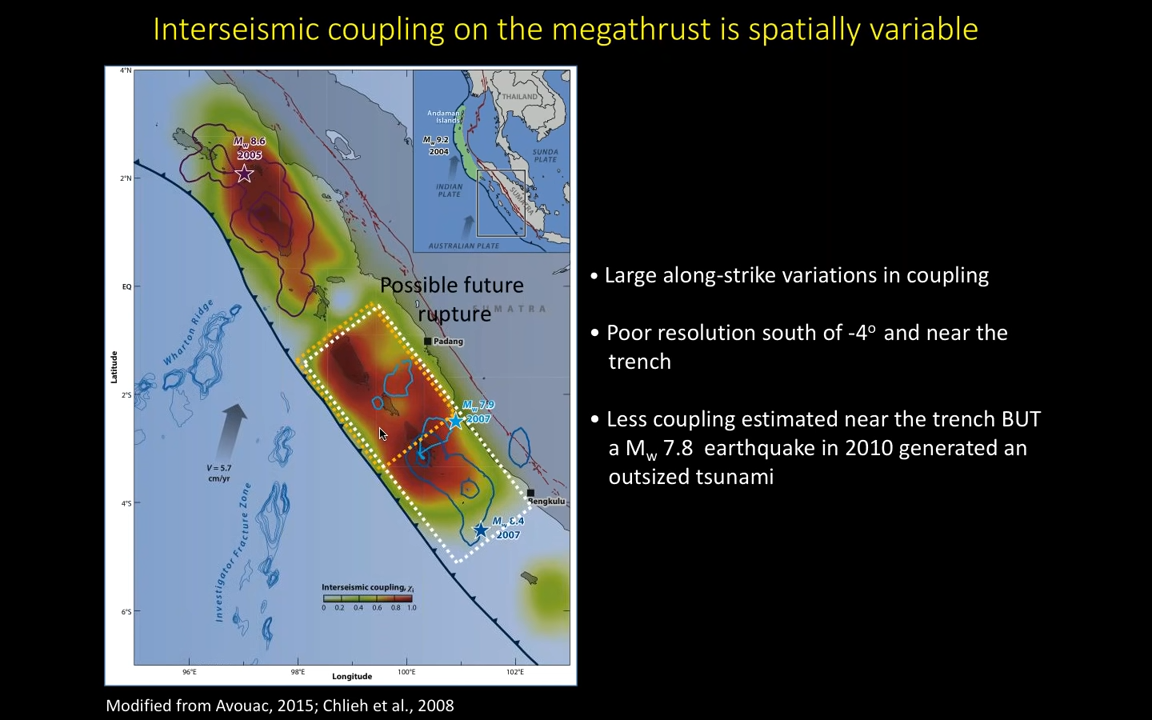 Interseismic coupling on the megathrust is spatially variable
4°N
2°N
EQ
2°S
4°S
6°S
Latitude
96°E
98°E
100°E
102°E
Longitude
Mw 8.6
2005
THAILAND
Andaman
Islands
Mw 9.2
2004
SUNDA
PLATE
INDIAN
PLATE
SUMATRA
AUSTRALIAN PLATE
Possible future
rupture
SUMATRA
Padang
Wharton Ridge
Mw 7.9
2007
V = 5.7
cm/yr
Bengkulu
Mw 8.4
2007
Investigator Fracture Zone
Interseismic coupling, χi
0 0.2 0.4 0.6 0.8 1.0
• Large along-strike variations in coupling
• Poor resolution south of -4º and near the
trench
• Less coupling estimated near the trench BUT
a Mw 7.8 earthquake in 2010 generated an
outsized tsunami
Modified from Avouac, 2015; Chlieh et al., 2008